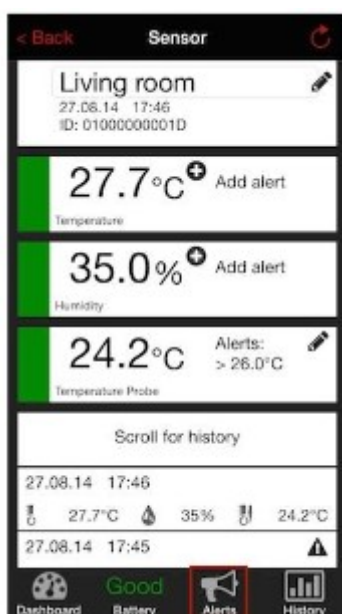 < Back Sensor
Living room
27.08.14 17:46
ID: 01000000001D
27.7°C Add alert
Temperature
35.0% Add alert
Humidity
24.2°C Alerts:
> 26.0°C
Temperature Probe
Scroll for history
27.08.14 17:46
27.7°C 35% 24.2°C
27.08.14 17:45
Good
Dashboard Battery Alerts History